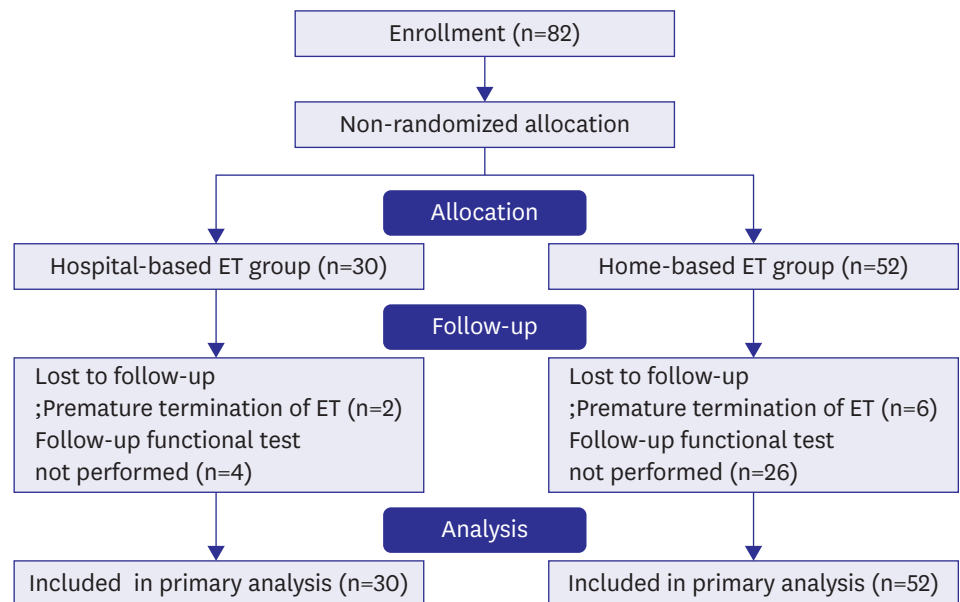 Enrollment (n=82)
Non-randomized allocation
Allocation
Hospital-based ET group (n=30)
Home-based ET group (n=52)
Follow-up
Lost to follow-up
;Premature termination of ET (n=2)
Follow-up functional test
not performed (n=4)
Lost to follow-up
;Premature termination of ET (n=6)
Follow-up functional test
not performed (n=26)
Analysis
Included in primary analysis (n=30)
Included in primary analysis (n=52)